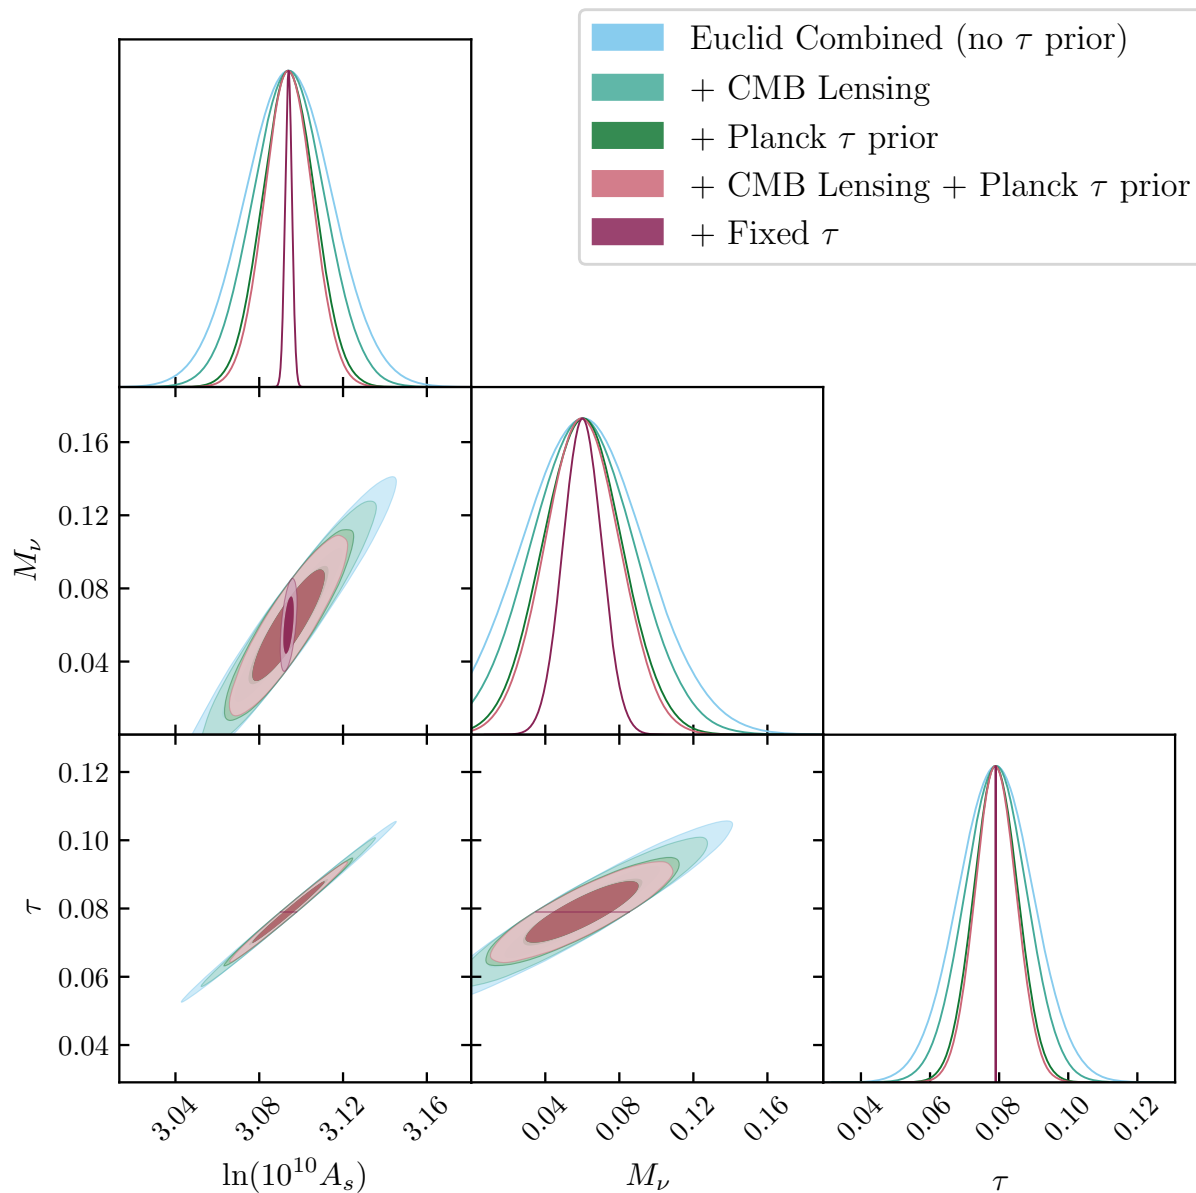 Euclid Combined (no τ prior)
+ CMB Lensing
+ Planck τ prior
+ CMB Lensing + Planck τ prior
+ Fixed τ
0.16
0.12
0.08
0.04
M_ν
0.12
0.10
0.08
0.06
0.04
τ
3.04 3.08 3.12 3.16
0.04 0.08 0.12 0.16
0.04 0.06 0.08 0.10 0.12
ln(10¹⁰A_s) M_ν τ